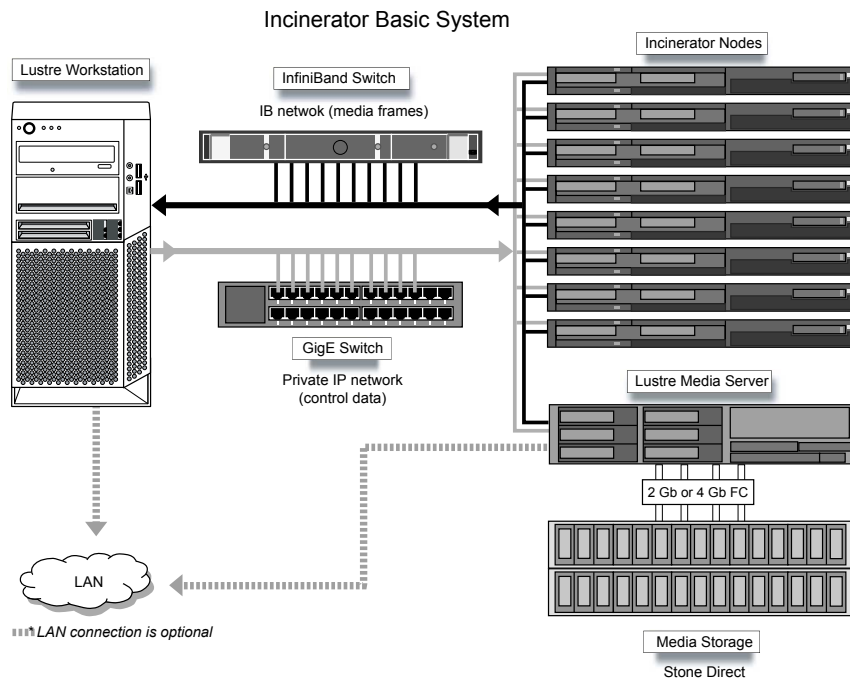 Incinerator Basic System
Lustre Workstation
InfiniBand Switch
IB netwok (media frames)
Incinerator Nodes
GigE Switch
Private IP network
(control data)
Lustre Media Server
2 Gb or 4 Gb FC
LAN
* LAN connection is optional
Media Storage
Stone Direct